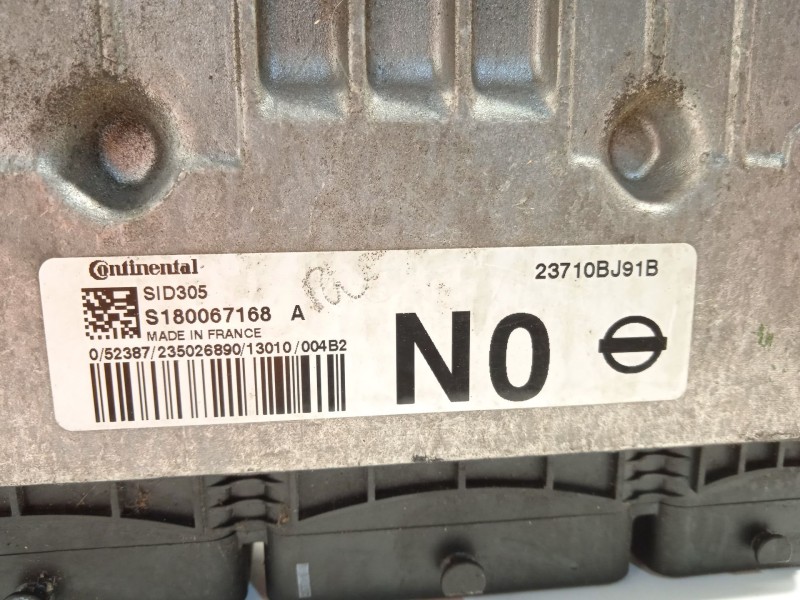 Continental
23710BJ91B
SID305
S180067168 A
MADE IN FRANCE
0/52387/235026890/13010/004B2
N0